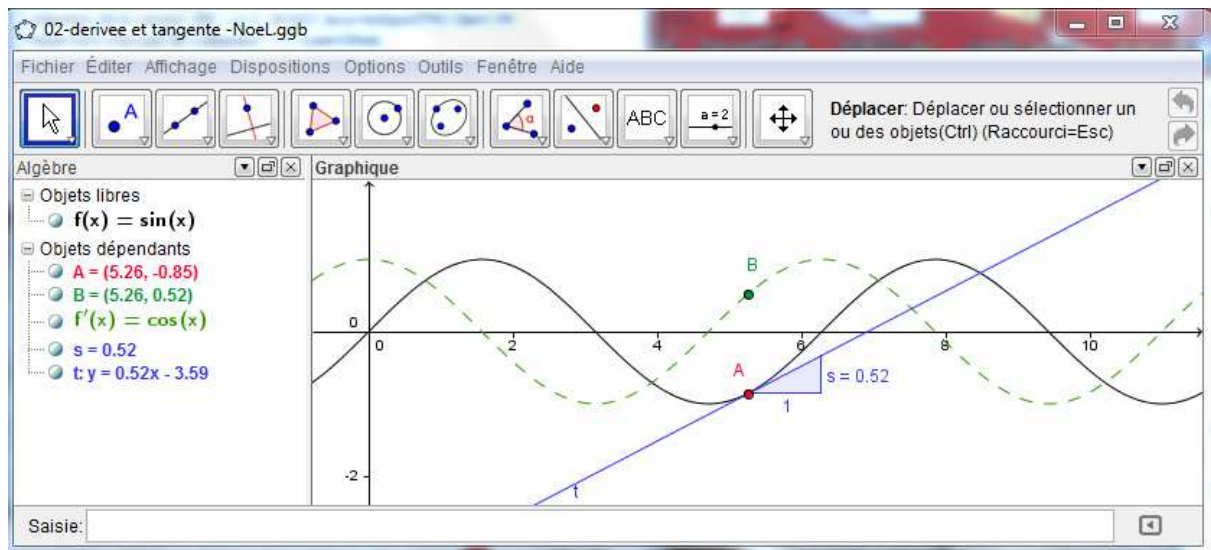 02-derivee et tangente -NoeL.ggb
Fichier Éditer Affichage Dispositions Options Outils Fenêtre Aide
A
α
ABC
a=2
Déplacer: Déplacer ou sélectionner un
ou des objets(Ctrl) (Raccourci=Esc)
Algèbre
Graphique
Objets libres
f(x) = sin(x)
Objets dépendants
A = (5.26, -0.85)
B = (5.26, 0.52)
f'(x) = cos(x)
s = 0.52
t: y = 0.52x - 3.59
B
0
0 2 4 6 8 10
A
s = 0.52
1
-2
t
Saisie: